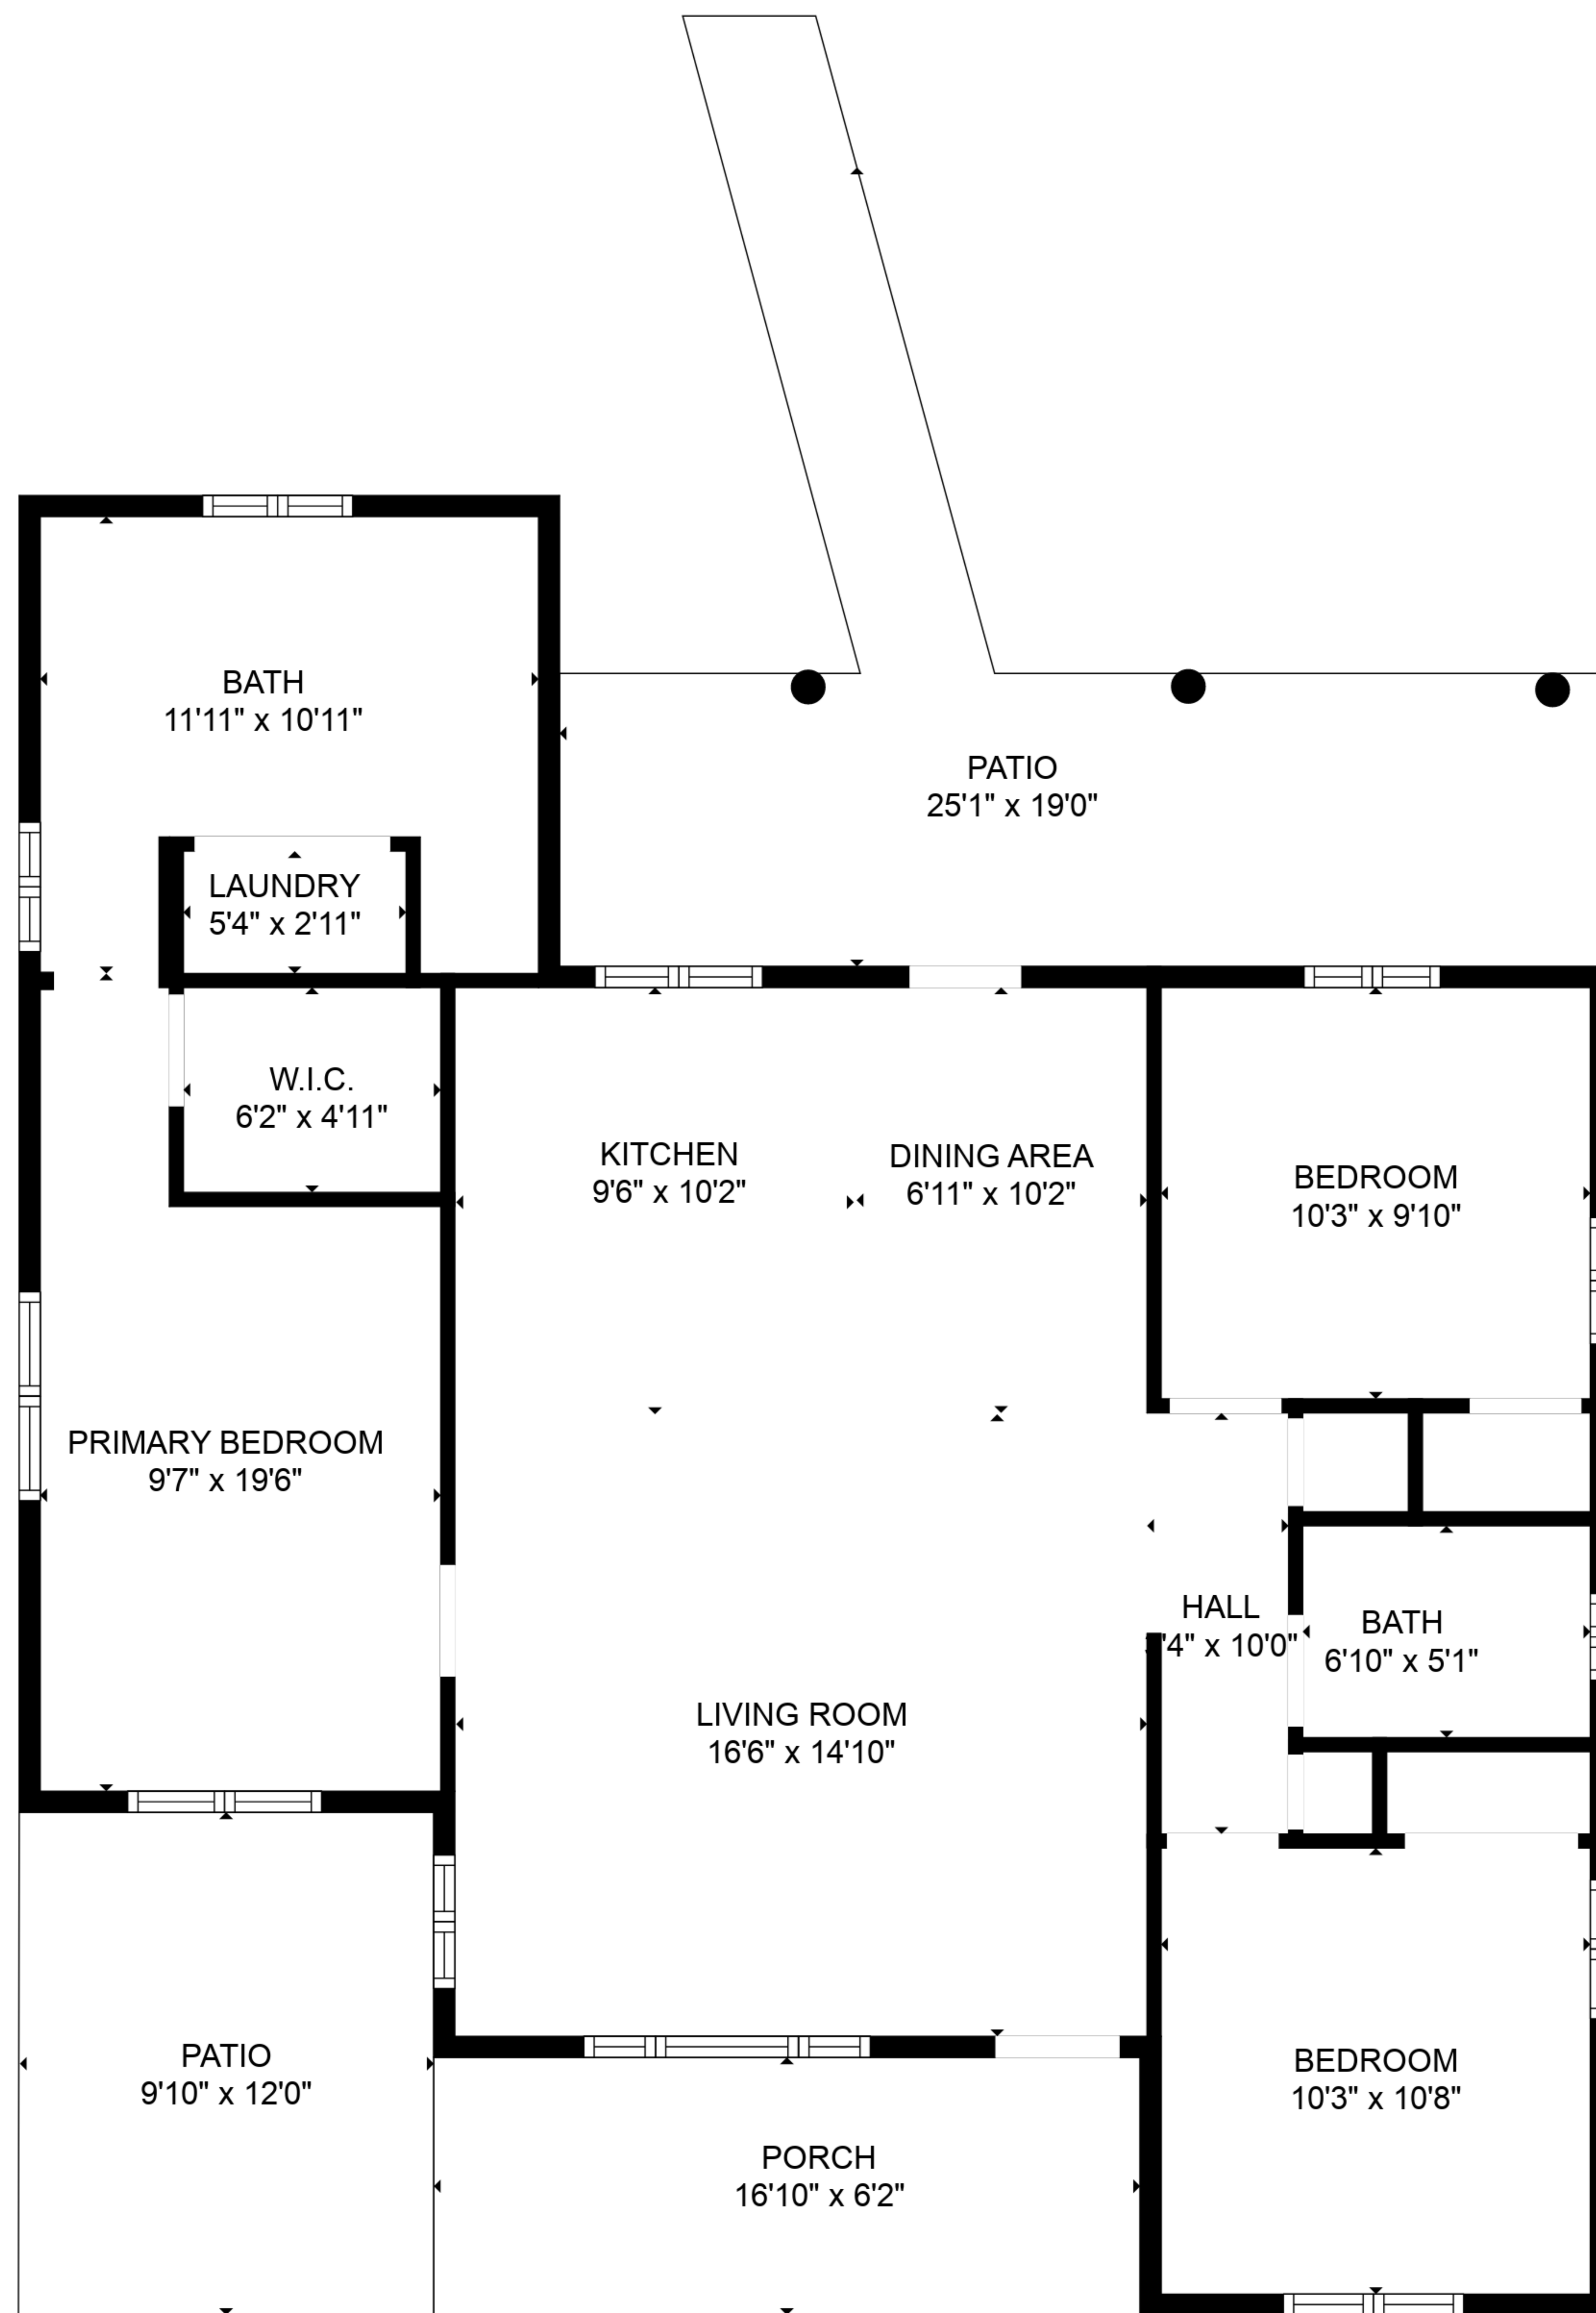 BATH
11'11" x 10'11"
PATIO
25'1" x 19'0"
LAUNDRY
5'4" x 2'11"
W.I.C.
6'2" x 4'11"
KITCHEN
9'6" x 10'2"
DINING AREA
6'11" x 10'2"
BEDROOM
10'3" x 9'10"
PRIMARY BEDROOM
9'7" x 19'6"
HALL
'4" x 10'0"
BATH
6'10" x 5'1"
LIVING ROOM
16'6" x 14'10"
PATIO
9'10" x 12'0"
BEDROOM
10'3" x 10'8"
PORCH
16'10" x 6'2"